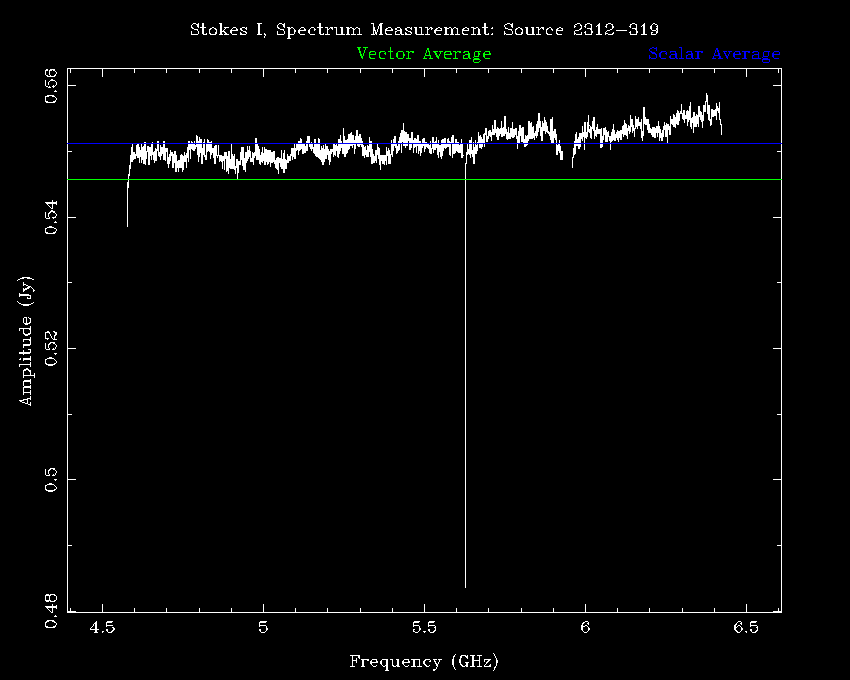 Stokes I, Spectrum Measurement: Source 2312−319
Vector Average
Scalar Average
0.56
0.54
0.52
0.5
0.48
Amplitude (Jy)
4.5 5 5.5 6 6.5
Frequency (GHz)